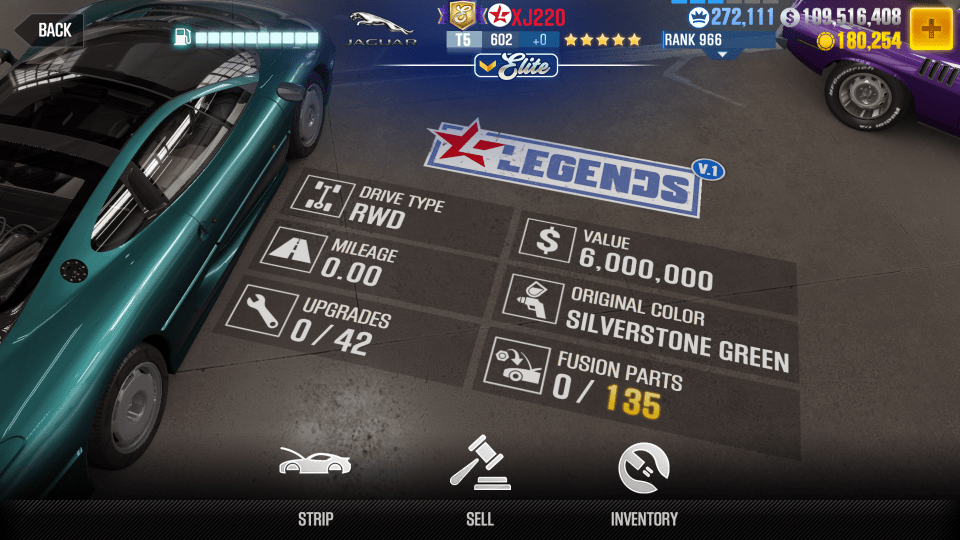 BACK
JAGUAR
S
XJ220
T5 602 +0
Elite
272,111
$ 199,516,408
RANK 966
180,254
LEGENDS
V.1
DRIVE TYPE
RWD
MILEAGE
0.00
UPGRADES
0 / 42
$
VALUE
6,000,000
ORIGINAL COLOR
SILVERSTONE GREEN
FUSION PARTS
0 / 135
STRIP
SELL
INVENTORY